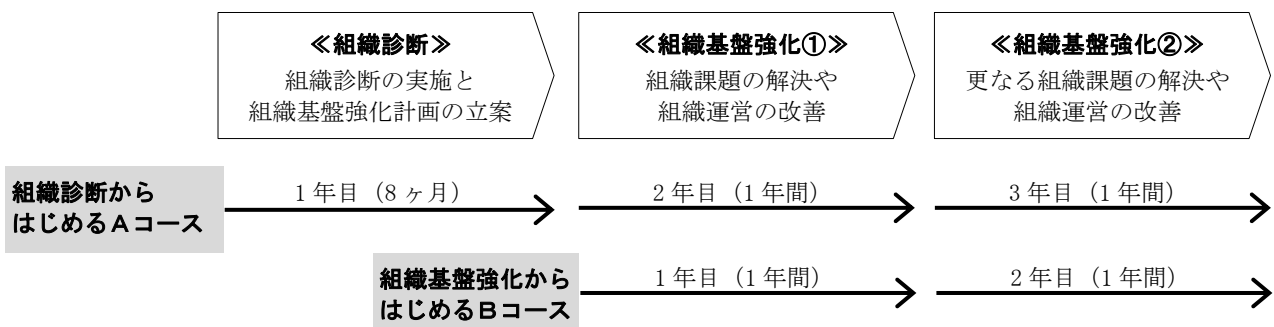 ≪組織診断≫
組織診断の実施と
組織基盤強化計画の立案
≪組織基盤強化①≫
組織課題の解決や
組織運営の改善
≪組織基盤強化②≫
更なる組織課題の解決や
組織運営の改善
組織診断から
はじめるAコース
1年目（8ヶ月）
2年目（1年間）
3年目（1年間）
組織基盤強化から
はじめるBコース
1年目（1年間）
2年目（1年間）